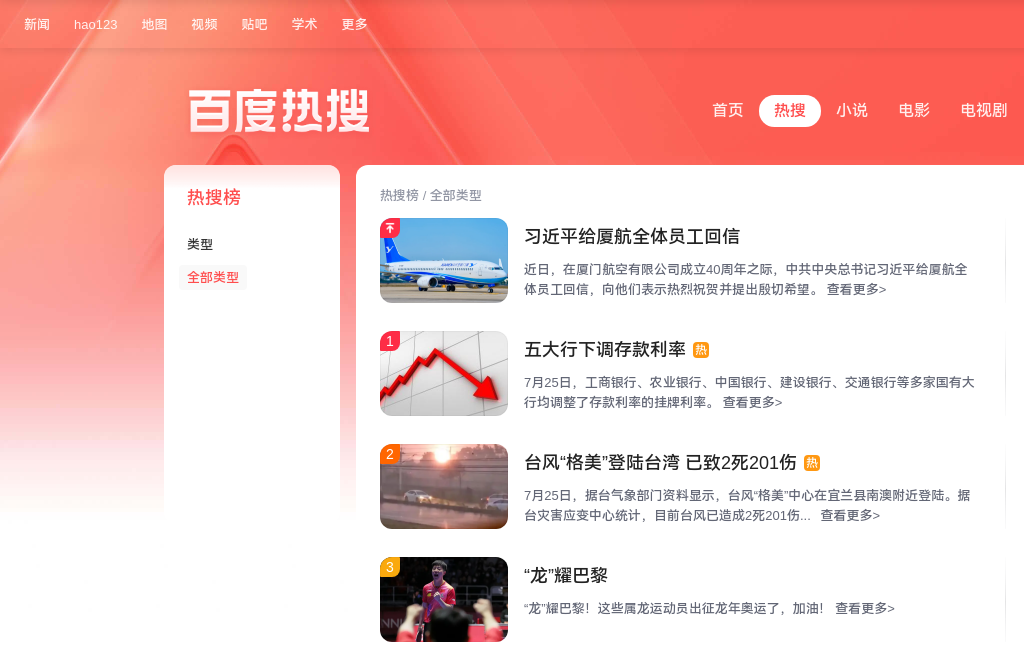 新闻 hao123 地图 视频 贴吧 学术 更多
百度热搜
首页 热搜 小说 电影 电视剧
热搜榜
类型
全部类型
热搜榜 / 全部类型
习近平给厦航全体员工回信
近日，在厦门航空有限公司成立40周年之际，中共中央总书记习近平给厦航全
体员工回信，向他们表示热烈祝贺并提出殷切希望。 查看更多>
1
五大行下调存款利率 热
7月25日，工商银行、农业银行、中国银行、建设银行、交通银行等多家国有大
行均调整了存款利率的挂牌利率。 查看更多>
2
台风“格美”登陆台湾 已致2死201伤 热
7月25日，据台气象部门资料显示，台风“格美”中心在宜兰县南澳附近登陆。据
台灾害应变中心统计，目前台风已造成2死201伤... 查看更多>
3
“龙”耀巴黎
“龙”耀巴黎！这些属龙运动员出征龙年奥运了，加油！ 查看更多>